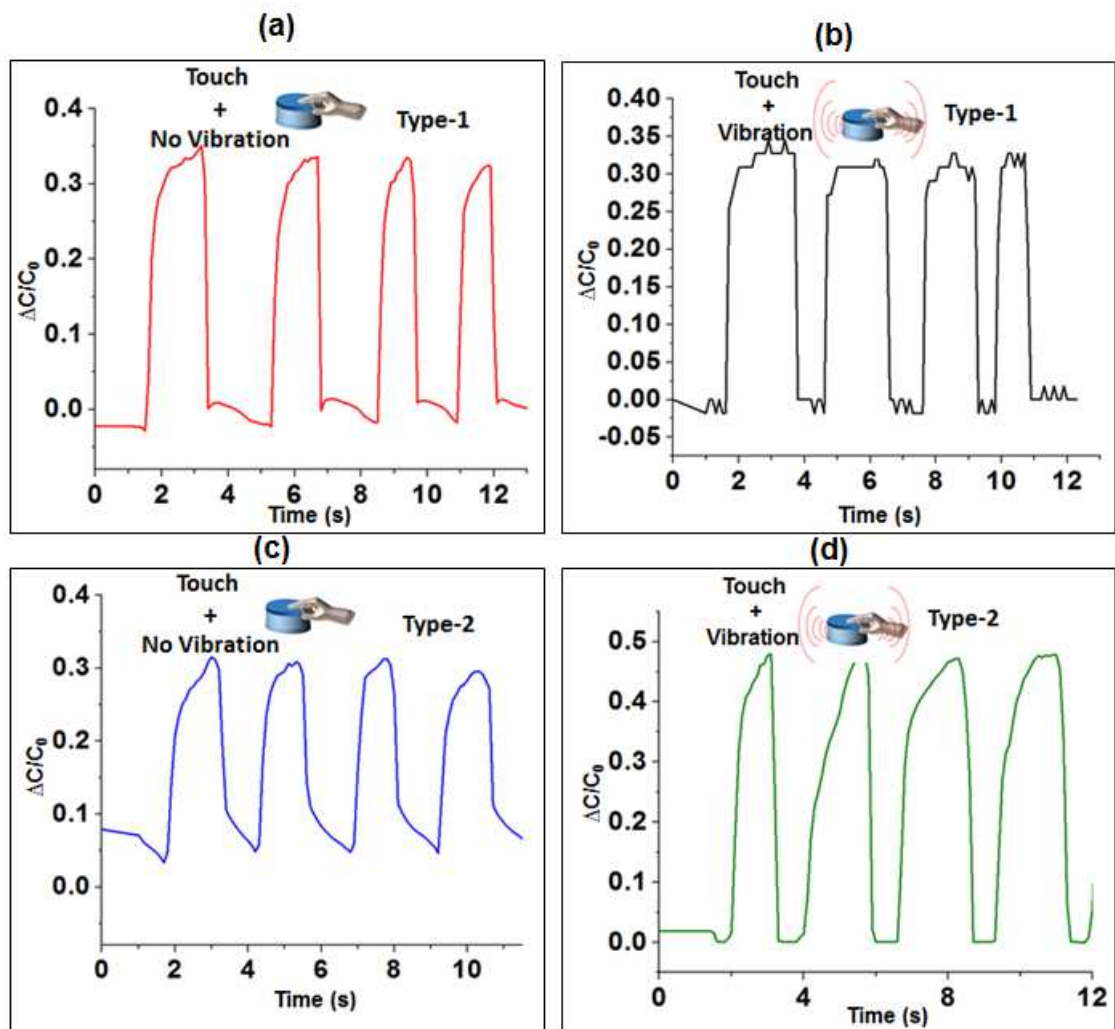 (a)
Touch
+
No Vibration
Type-1
0.4
0.3
0.2
0.1
0.0
ΔC/C₀
0 2 4 6 8 10 12
Time (s)
(b)
Touch
+
Vibration
Type-1
0.40
0.35
0.30
0.25
0.20
0.15
0.10
0.05
0.00
-0.05
ΔC/C₀
0 2 4 6 8 10 12
Time (s)
(c)
Touch
+
No Vibration
Type-2
0.4
0.3
0.2
0.1
0.0
ΔC/C₀
0 2 4 6 8 10
Time (s)
(d)
Touch
+
Vibration
Type-2
0.5
0.4
0.3
0.2
0.1
0.0
ΔC/C₀
0 4 8 12
Time (s)